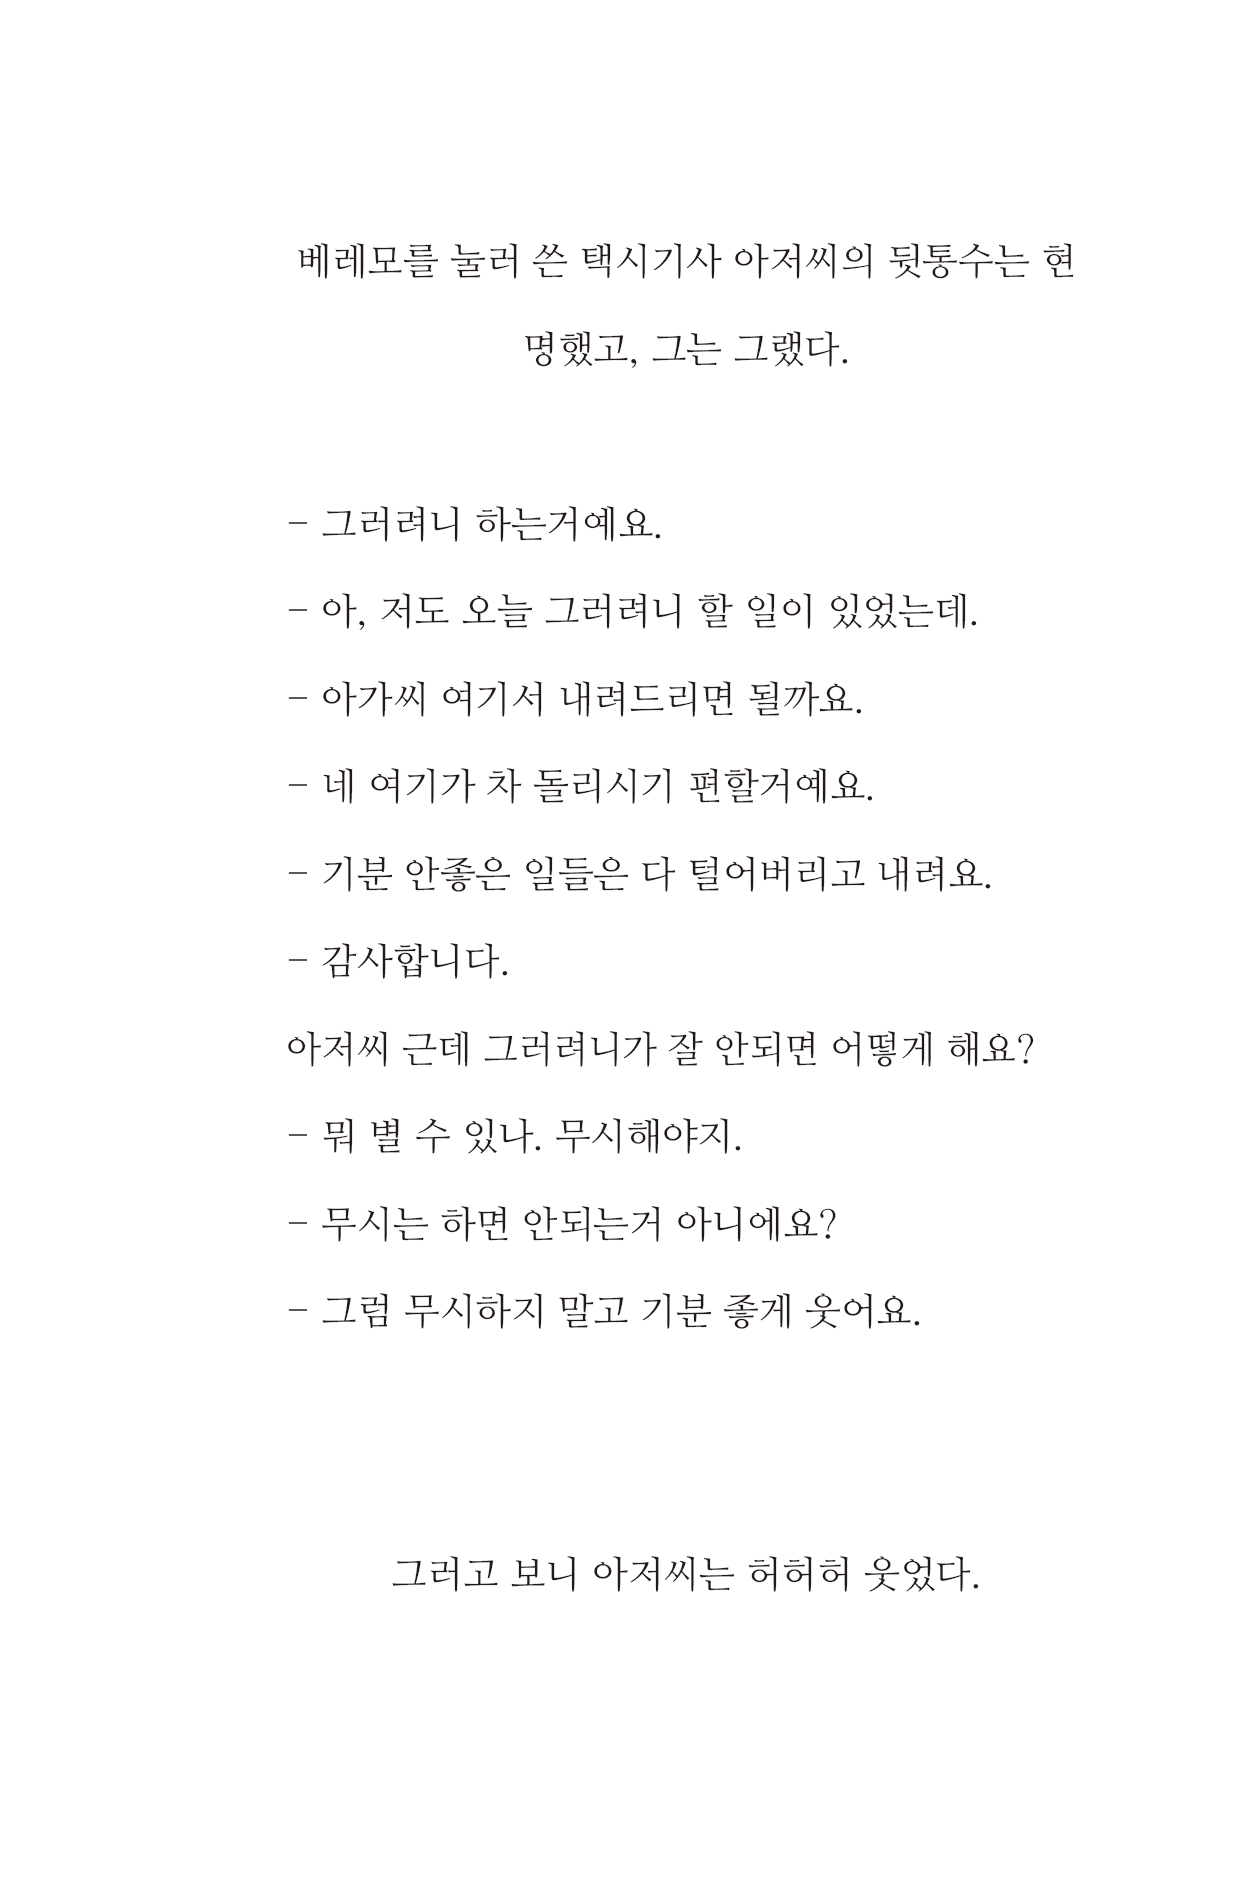 베레모를 눌러 쓴 택시기사 아저씨의 뒷통수는 현
명했고, 그는 그랬다.
- 그러려니 하는거예요.
- 아, 저도 오늘 그러려니 할 일이 있었는데.
- 아가씨 여기서 내려드리면 될까요.
- 네 여기가 차 돌리시기 편할거예요.
- 기분 안좋은 일들은 다 털어버리고 내려요.
- 감사합니다.
아저씨 근데 그러려니가 잘 안되면 어떻게 해요?
- 뭐 별 수 있나. 무시해야지.
- 무시는 하면 안되는거 아니에요?
- 그럼 무시하지 말고 기분 좋게 웃어요.
그러고 보니 아저씨는 허허허 웃었다.